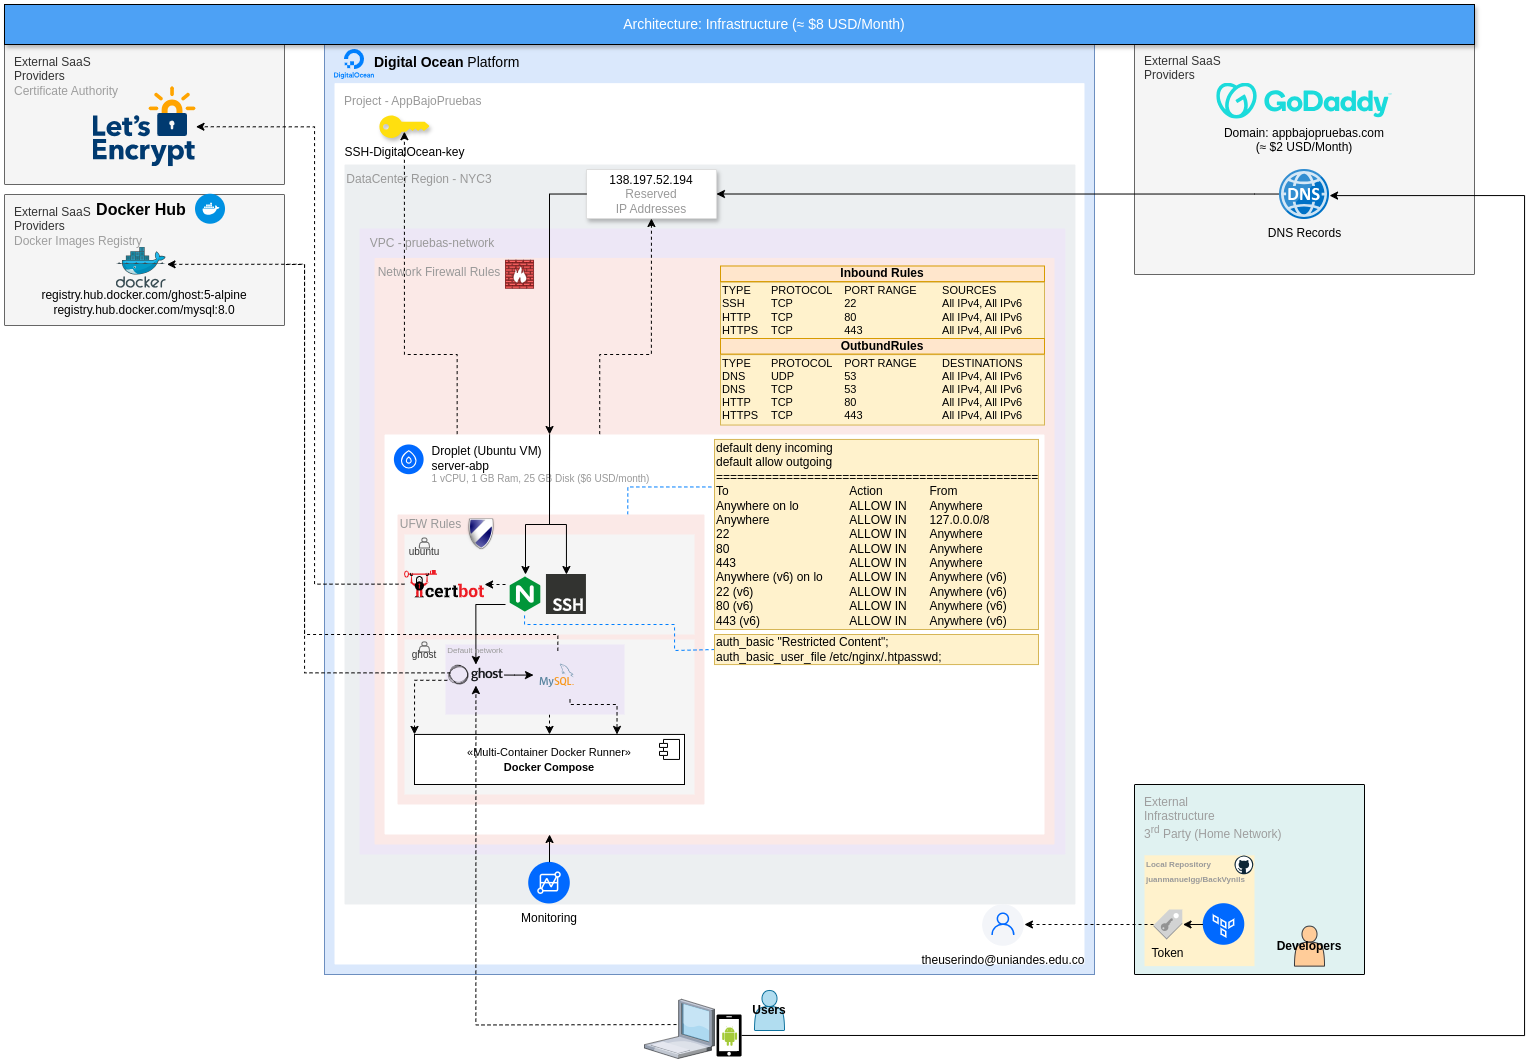 Architecture: Infrastructure (≈ $8 USD/Month)
External SaaS
Providers
Certificate Authority
Let's
Encrypt
External SaaS
Providers
Docker Hub
Docker Images Registry
docker
registry.hub.docker.com/ghost:5-alpine
registry.hub.docker.com/mysql:8.0
DigitalOcean
Digital Ocean Platform
Project - AppBajoPruebas
SSH-DigitalOcean-key
DataCenter Region - NYC3
138.197.52.194
Reserved
IP Addresses
VPC - pruebas-network
Network Firewall Rules
Inbound Rules
TYPE PROTOCOL PORT RANGE SOURCES
SSH TCP 22 All IPv4, All IPv6
HTTP TCP 80 All IPv4, All IPv6
HTTPS TCP 443 All IPv4, All IPv6
OutbundRules
TYPE PROTOCOL PORT RANGE DESTINATIONS
DNS UDP 53 All IPv4, All IPv6
DNS TCP 53 All IPv4, All IPv6
HTTP TCP 80 All IPv4, All IPv6
HTTPS TCP 443 All IPv4, All IPv6
Droplet (Ubuntu VM)
server-abp
1 vCPU, 1 GB Ram, 25 GB Disk ($6 USD/month)
default deny incoming
default allow outgoing
==============================================
To Action From
Anywhere on lo ALLOW IN Anywhere
Anywhere ALLOW IN 127.0.0.0/8
22 ALLOW IN Anywhere
80 ALLOW IN Anywhere
443 ALLOW IN Anywhere
Anywhere (v6) on lo ALLOW IN Anywhere (v6)
22 (v6) ALLOW IN Anywhere (v6)
80 (v6) ALLOW IN Anywhere (v6)
443 (v6) ALLOW IN Anywhere (v6)
auth_basic "Restricted Content";
auth_basic_user_file /etc/nginx/.htpasswd;
UFW Rules
ubuntu
certbot
N
SSH
ghost
Default network
ghost
MySQL
«Multi-Container Docker Runner»
Docker Compose
Monitoring
theuserindo@uniandes.edu.co
External SaaS
Providers
GoDaddy
Domain: appbajopruebas.com
(≈ $2 USD/Month)
DNS
DNS Records
External
Infrastructure
3rd Party (Home Network)
Local Repository
juanmanuelgg/BackVynils
Token
Developers
Users